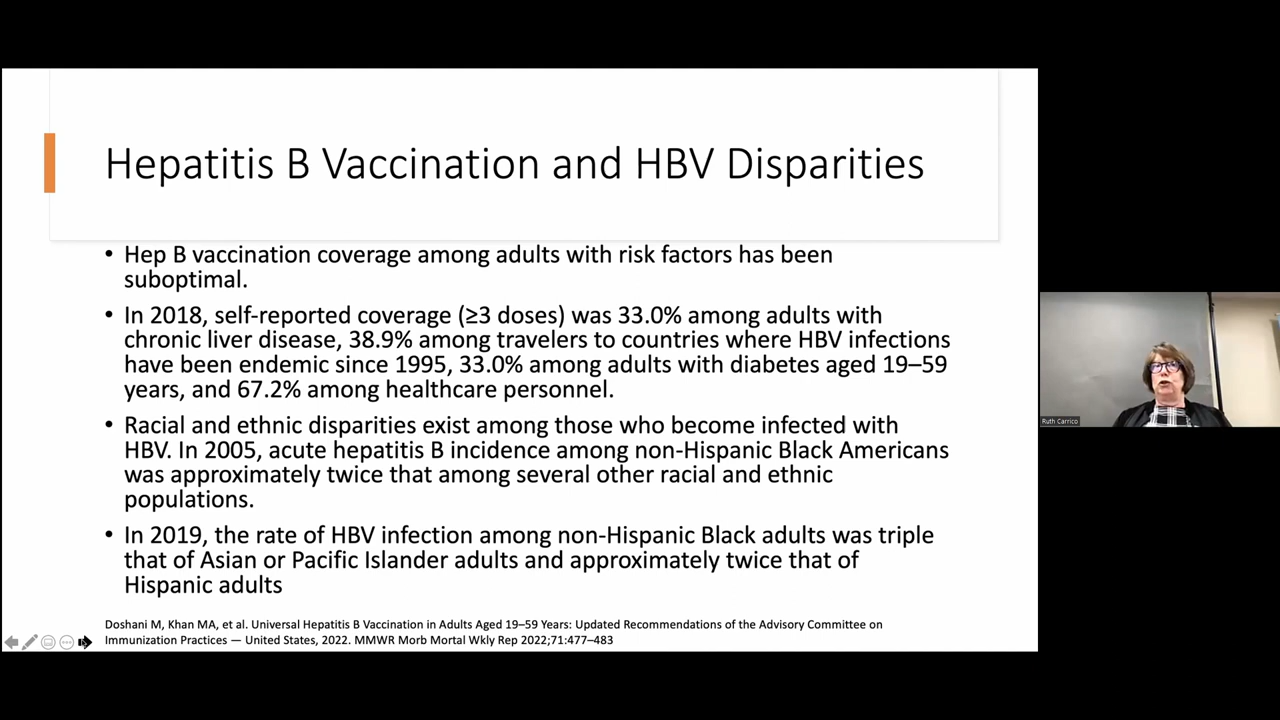 Hepatitis B Vaccination and HBV Disparities
• Hep B vaccination coverage among adults with risk factors has been
suboptimal.
• In 2018, self-reported coverage (≥3 doses) was 33.0% among adults with
chronic liver disease, 38.9% among travelers to countries where HBV infections
have been endemic since 1995, 33.0% among adults with diabetes aged 19–59
years, and 67.2% among healthcare personnel.
• Racial and ethnic disparities exist among those who become infected with
HBV. In 2005, acute hepatitis B incidence among non-Hispanic Black Americans
was approximately twice that among several other racial and ethnic
populations.
• In 2019, the rate of HBV infection among non-Hispanic Black adults was triple
that of Asian or Pacific Islander adults and approximately twice that of
Hispanic adults
Doshani M, Khan MA, et al. Universal Hepatitis B Vaccination in Adults Aged 19–59 Years: Updated Recommendations of the Advisory Committee on
Immunization Practices — United States, 2022. MMWR Morb Mortal Wkly Rep 2022;71:477–483
Ruth Carrico